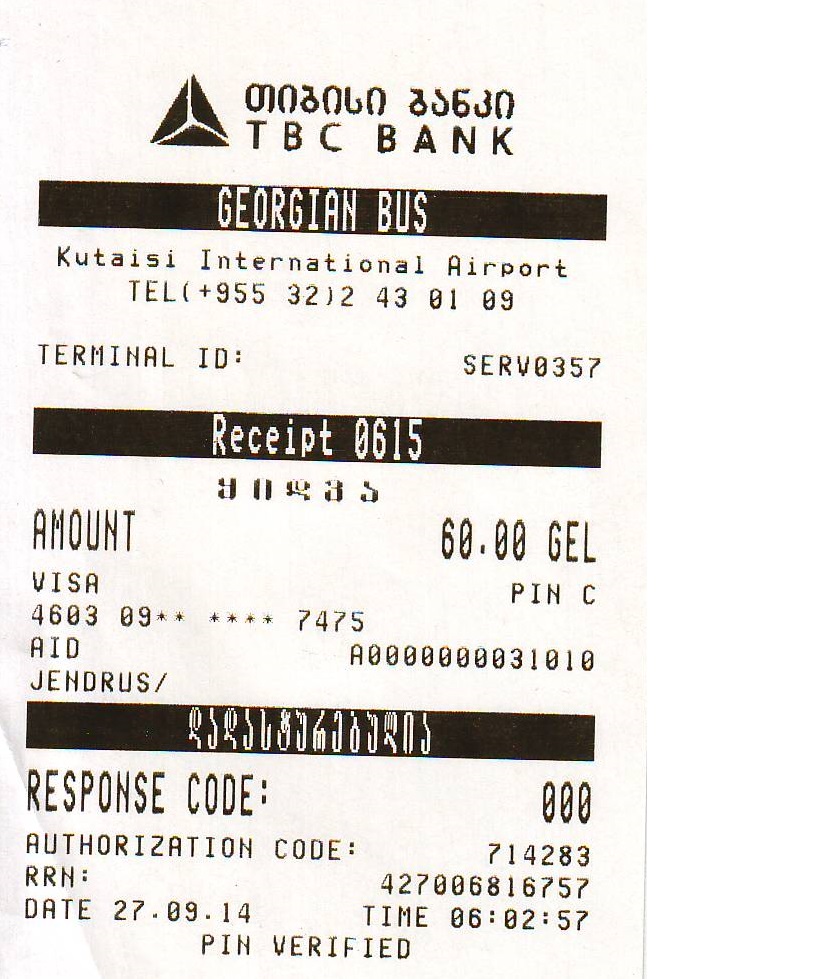 თიბისი ბანკი
TBC BANK
GEORGIAN BUS
Kutaisi International Airport
TEL(+955 32)2 43 01 09
TERMINAL ID: SERV0357
Receipt 0615
ყიდვა
AMOUNT 60.00 GEL
VISA PIN C
4603 09** **** 7475
AID A0000000031010
JENDRUS/
დადასტურებულია
RESPONSE CODE: 000
AUTHORIZATION CODE: 714283
RRN: 427006816757
DATE 27.09.14 TIME 06:02:57
PIN VERIFIED